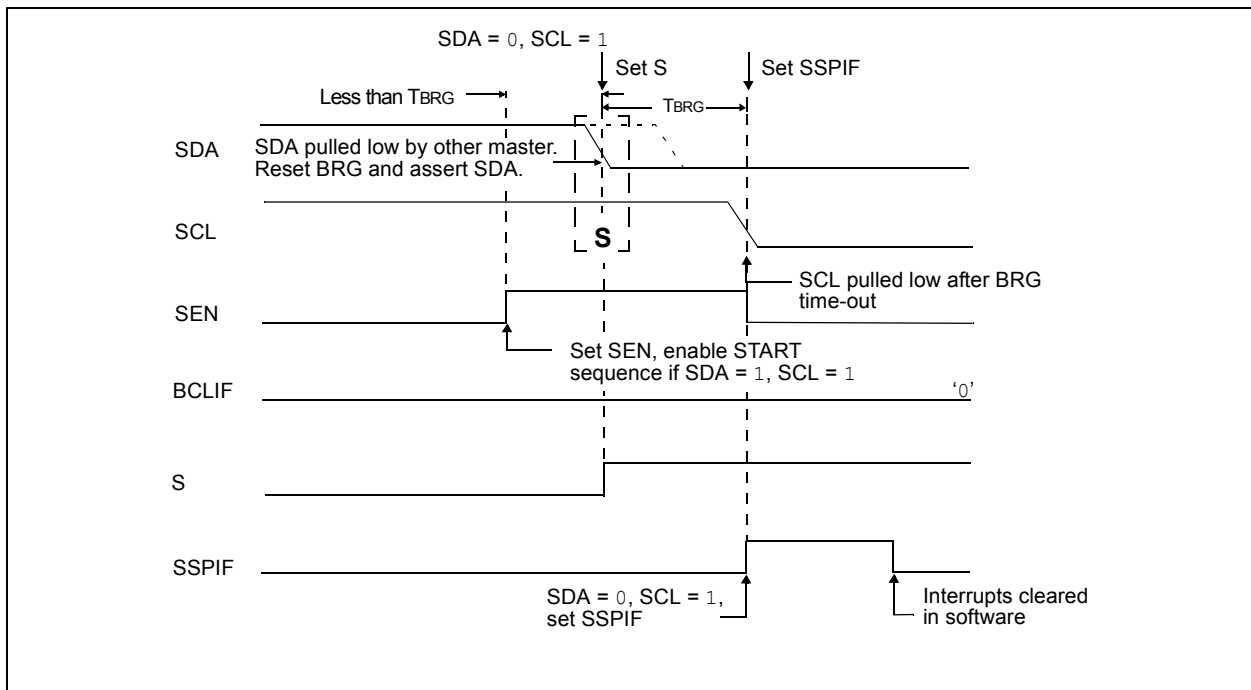 SDA = 0, SCL = 1
Set S
Set SSPIF
Less than TBRG
TBRG
SDA
SDA pulled low by other master.
Reset BRG and assert SDA.
SCL
S
SCL pulled low after BRG
time-out
SEN
Set SEN, enable START
sequence if SDA = 1, SCL = 1
BCLIF
‘0’
S
SSPIF
SDA = 0, SCL = 1,
set SSPIF
Interrupts cleared
in software